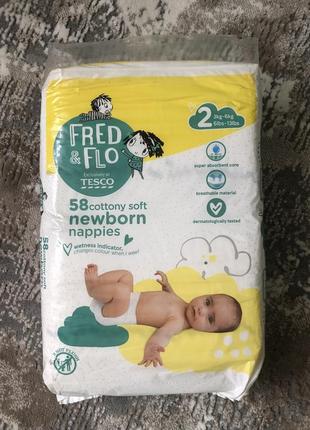 FRED
& FLO
Exclusively at
TESCO
2
3kg-6kg
6lbs-13lbs
super absorbent core
breathable material
dermatologically tested
58 cottony soft
newborn
nappies
wetness indicator,
changes colour when I wee!